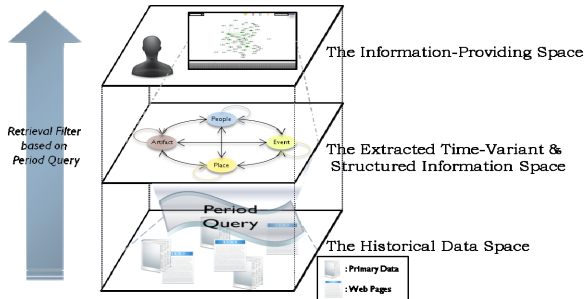 The Information-Providing Space
Retrieval Filter
based on
Period Query
People
Artifact
Event
Place
The Extracted Time-Variant &
Structured Information Space
Period
Query
The Historical Data Space
: Primary Data
: Web Pages